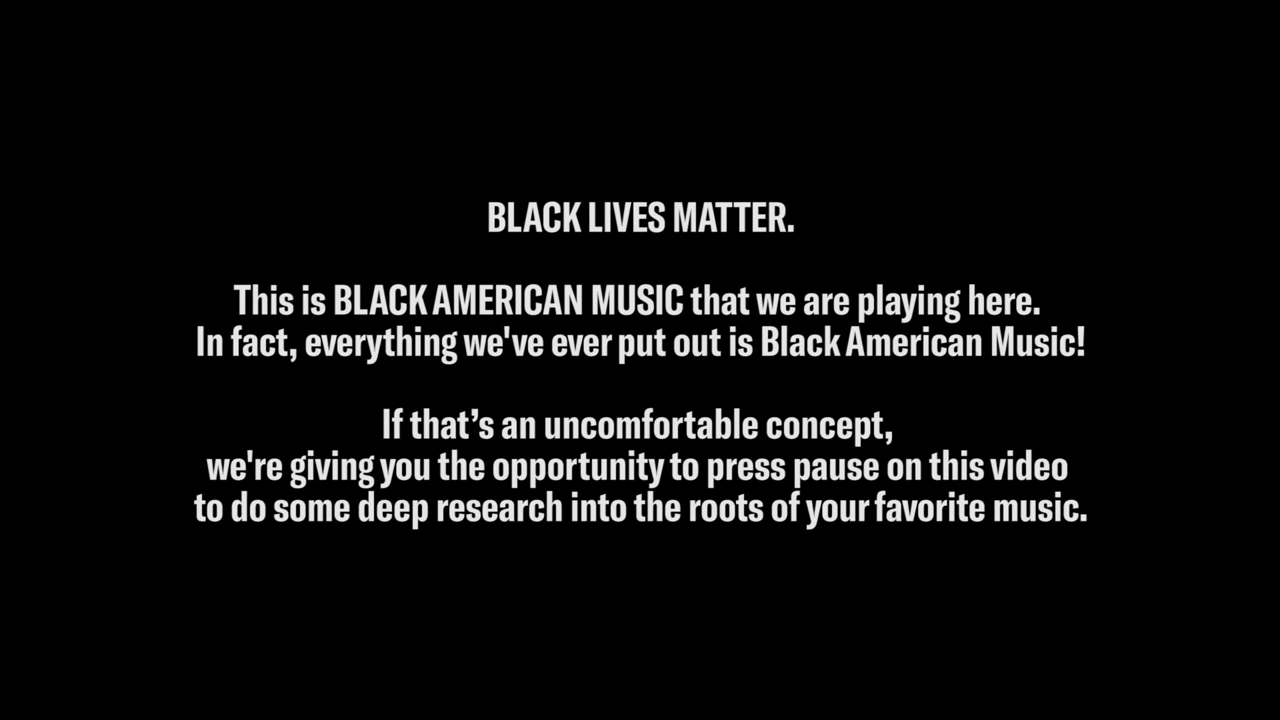 BLACK LIVES MATTER.
This is BLACK AMERICAN MUSIC that we are playing here.
In fact, everything we've ever put out is Black American Music!
If that’s an uncomfortable concept,
we're giving you the opportunity to press pause on this video
to do some deep research into the roots of your favorite music.